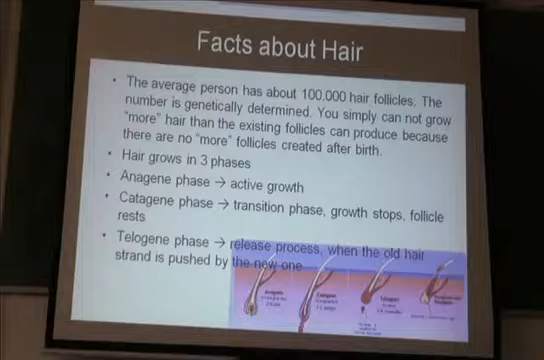 Facts about Hair
• The average person has about 100.000 hair follicles. The
number is genetically determined. You simply can not grow
"more" hair than the existing follicles can produce because
there are no "more" follicles created after birth.
• Hair grows in 3 phases
• Anagene phase → active growth
• Catagene phase → transition phase, growth stops, follicle
rests
• Telogene phase → release process, when the old hair
strand is pushed by the new one